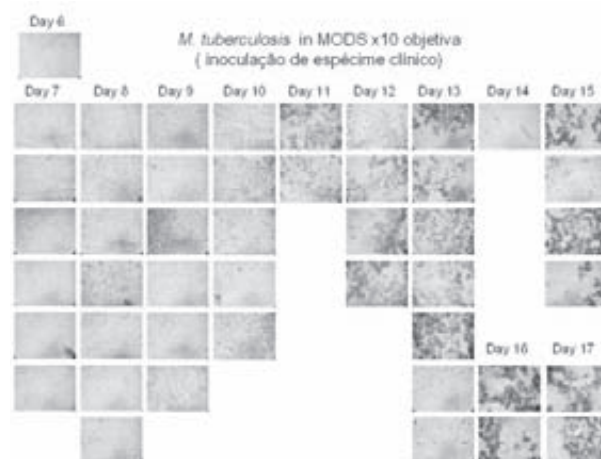 Day 6
M. tuberculosis in MODS x10 objetiva
( inoculação de espécime clínico)
Day 7 Day 8 Day 9 Day 10 Day 11 Day 12 Day 13 Day 14 Day 15
Day 16 Day 17